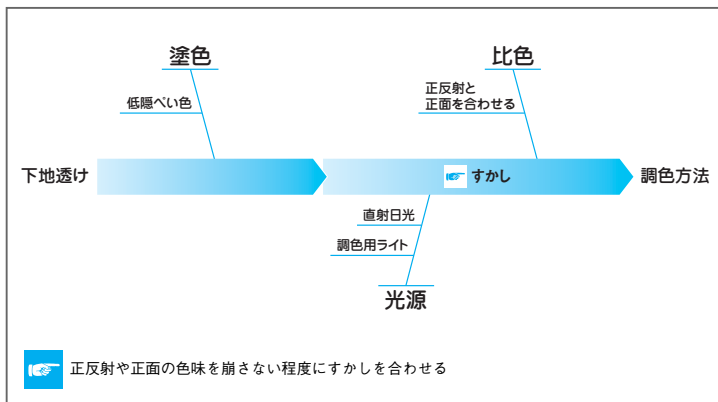 塗色
比色
低隠ぺい色
正反射と
正面を合わせる
下地透け
すかし
調色方法
直射日光
調色用ライト
光源
正反射や正面の色味を崩さない程度にすかしを合わせる